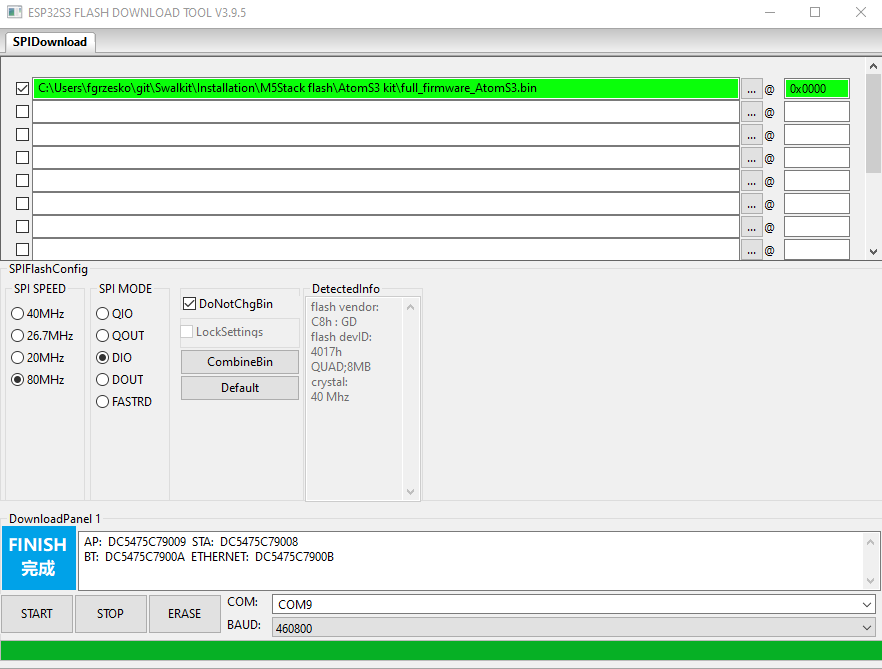 ESP32S3 FLASH DOWNLOAD TOOL V3.9.5
SPIDownload
C:\Users\fgrzesko\git\Swalkit\Installation\M5Stack flash\AtomS3 kit\full_firmware_AtomS3.bin ... @ 0x0000
... @
... @
... @
... @
... @
... @
... @
SPIFlashConfig
SPI SPEED
40MHz
26.7MHz
20MHz
80MHz
SPI MODE
QIO
QOUT
DIO
DOUT
FASTRD
DoNotChgBin
LockSettings
CombineBin
Default
DetectedInfo
flash vendor:
C8h : GD
flash devID:
4017h
QUAD;8MB
crystal:
40 Mhz
DownloadPanel 1
FINISH
完成
AP: DC5475C79009 STA: DC5475C79008
BT: DC5475C7900A ETHERNET: DC5475C7900B
START
STOP
ERASE
COM: COM9
BAUD: 460800